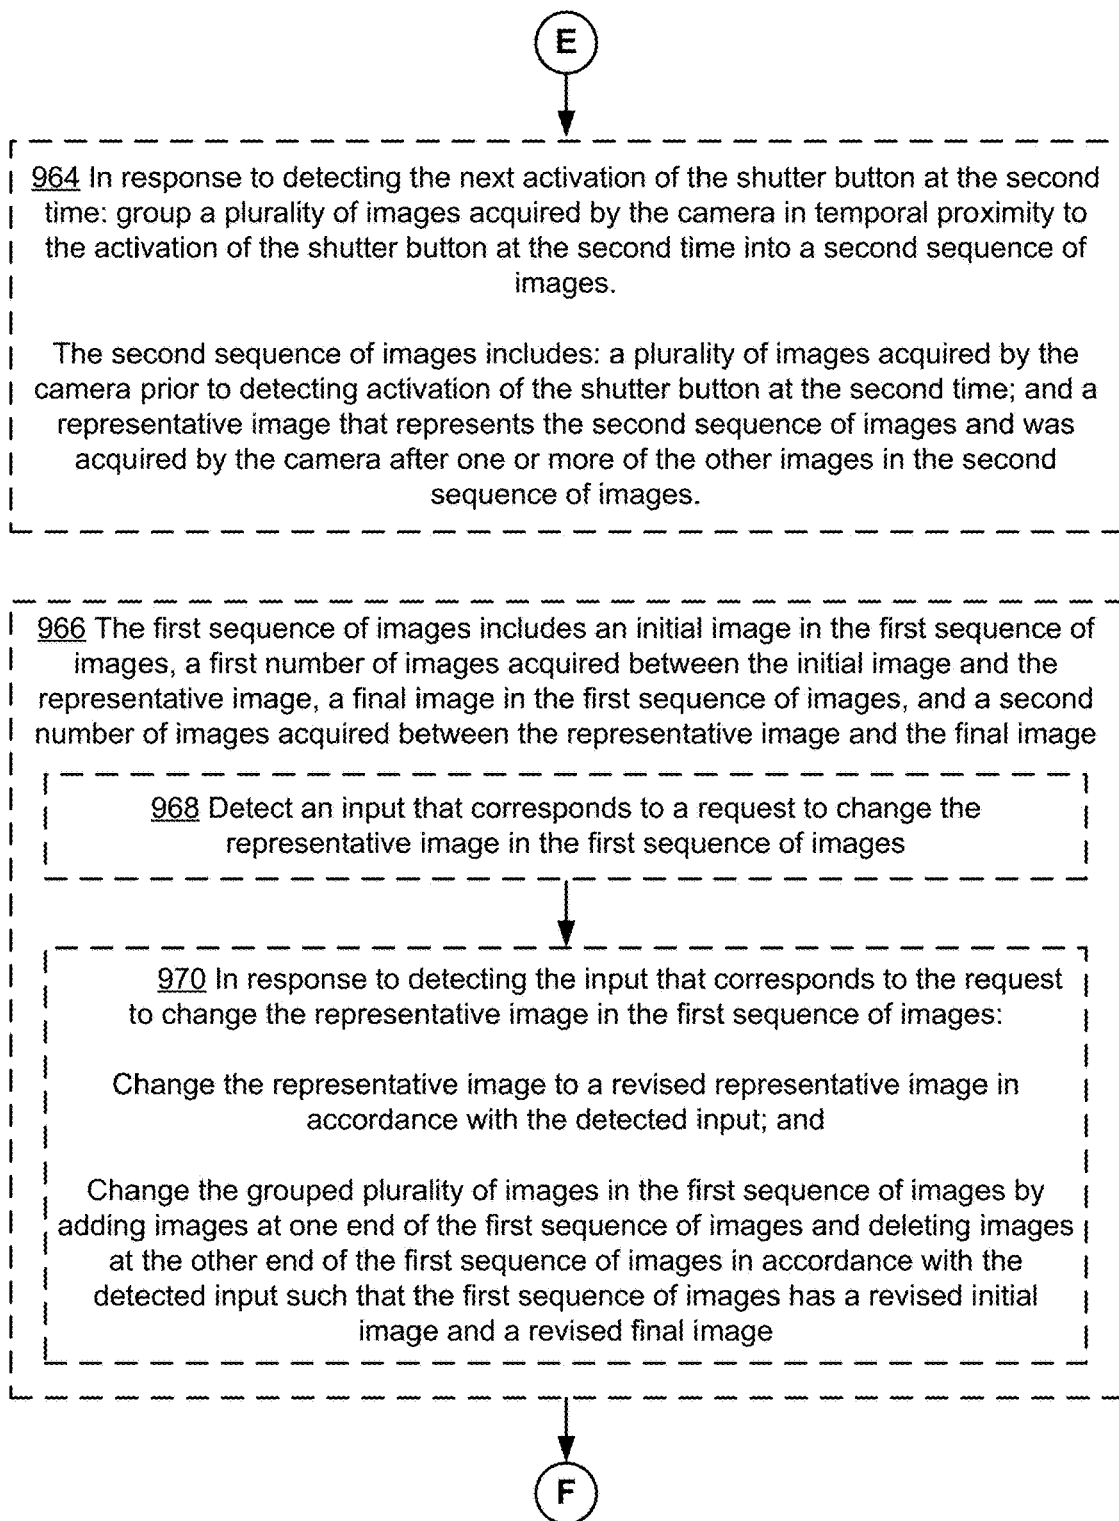 E
964 In response to detecting the next activation of the shutter button at the second
time: group a plurality of images acquired by the camera in temporal proximity to
the activation of the shutter button at the second time into a second sequence of
images.
The second sequence of images includes: a plurality of images acquired by the
camera prior to detecting activation of the shutter button at the second time; and a
representative image that represents the second sequence of images and was
acquired by the camera after one or more of the other images in the second
sequence of images.
966 The first sequence of images includes an initial image in the first sequence of
images, a first number of images acquired between the initial image and the
representative image, a final image in the first sequence of images, and a second
number of images acquired between the representative image and the final image
968 Detect an input that corresponds to a request to change the
representative image in the first sequence of images
970 In response to detecting the input that corresponds to the request
to change the representative image in the first sequence of images:
Change the representative image to a revised representative image in
accordance with the detected input; and
Change the grouped plurality of images in the first sequence of images by
adding images at one end of the first sequence of images and deleting images
at the other end of the first sequence of images in accordance with the
detected input such that the first sequence of images has a revised initial
image and a revised final image
F